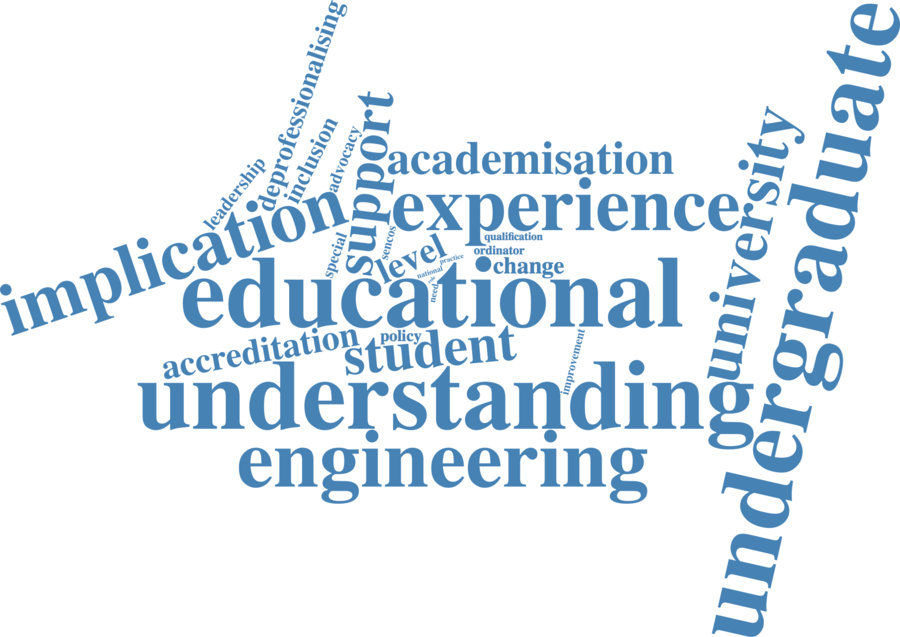 deprofessionalising
leadership
inclusion
advocacy
support
academisation
implication
experience
university
undergraduate
special
sencos
level
qualification
ordinator
practice
national
role
need
change
educational
accreditation
policy
student
improvement
understanding
engineering